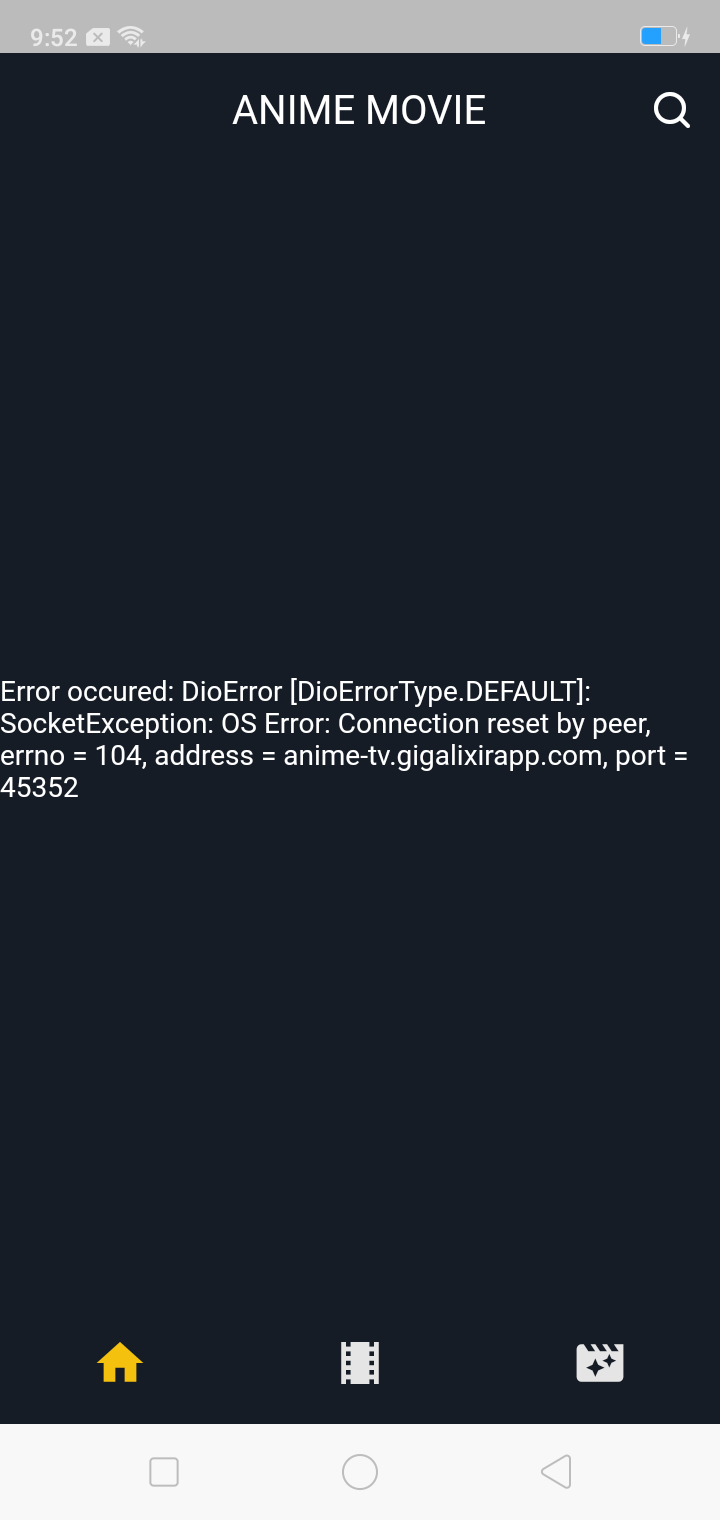 9:52
ANIME MOVIE
Error occured: DioError [DioErrorType.DEFAULT]:
SocketException: OS Error: Connection reset by peer,
errno = 104, address = anime-tv.gigalixirapp.com, port =
45352